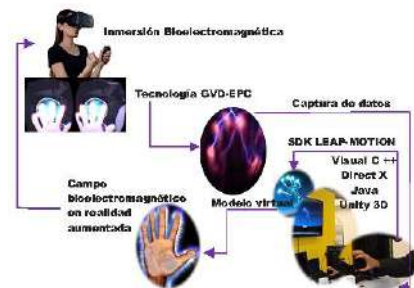 Inmersión Bioelectromagnética
Tecnología GVD-EPC
Captura de datos
SDK LEAP-MOTION
Visual C ++
Direct X
Java
Unity 3D
Campo
bioelectromagnético
en realidad
aumentada
Modelo virtual